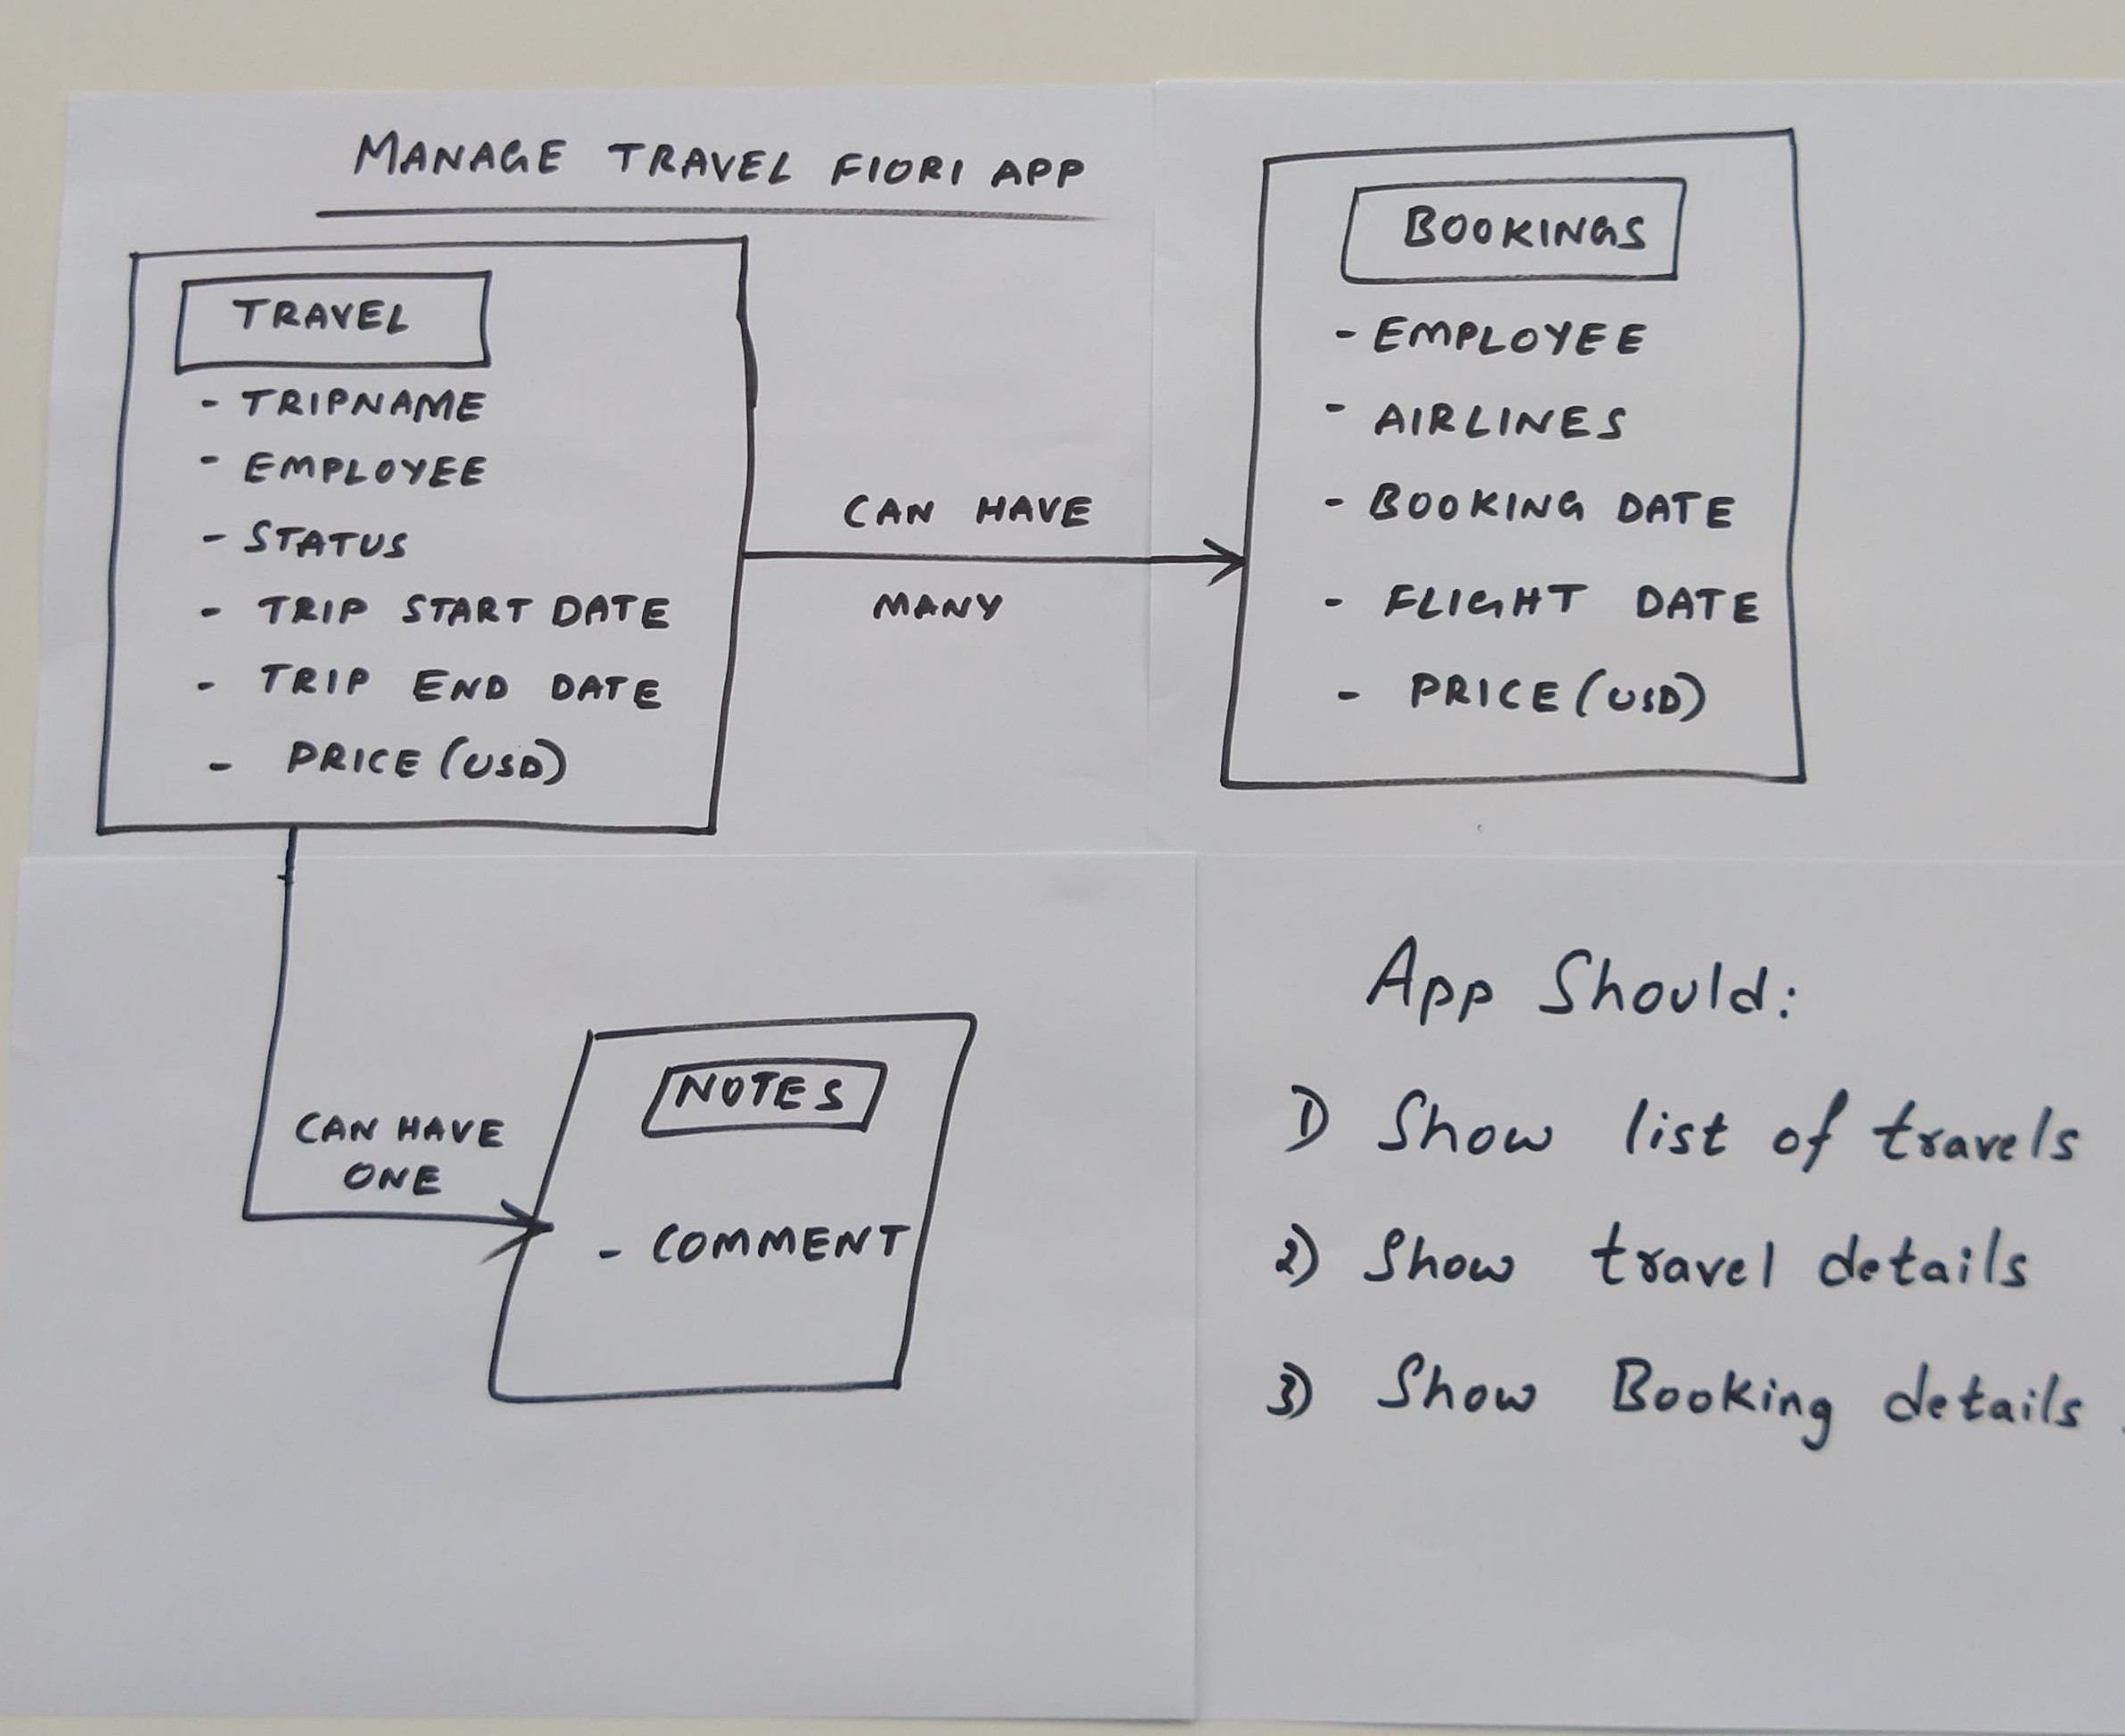 MANAGE TRAVEL FIORI APP
TRAVEL
- TRIPNAME
- EMPLOYEE
- STATUS
- TRIP START DATE
- TRIP END DATE
- PRICE (USD)
CAN HAVE
MANY
BOOKINGS
- EMPLOYEE
- AIRLINES
- BOOKING DATE
- FLIGHT DATE
- PRICE (USD)
CAN HAVE
ONE
NOTES
- COMMENT
App Should:
1) Show list of travels
2) Show travel details
3) Show Booking details.